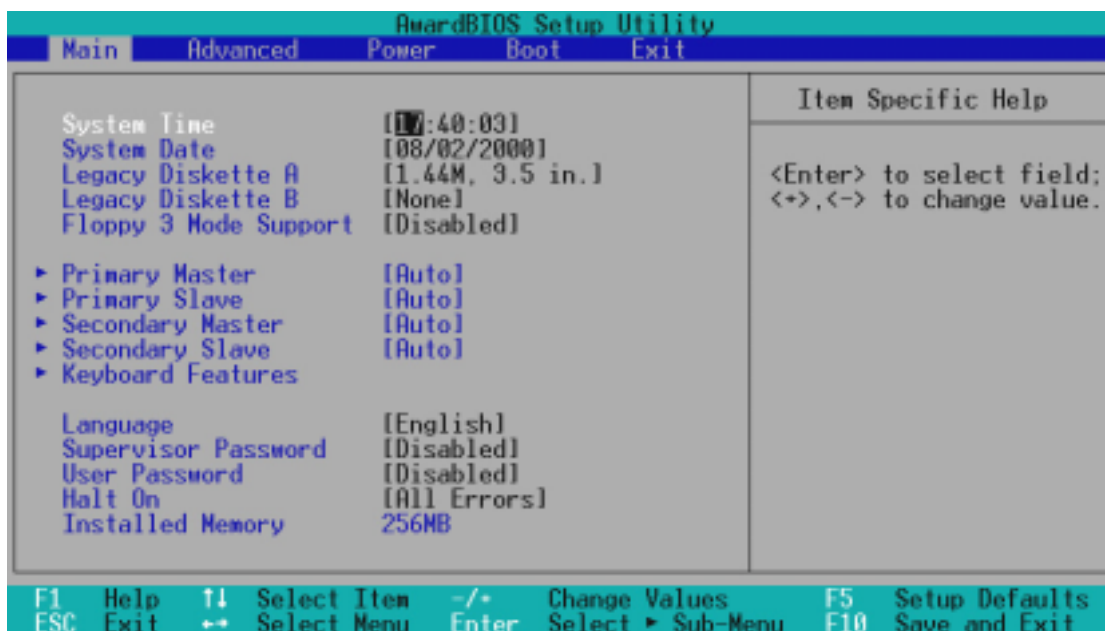 AwardBIOS Setup Utility
Main Advanced Power Boot Exit
Item Specific Help
System Time [17:40:03]
System Date [08/02/2000]
Legacy Diskette A [1.44M, 3.5 in.]
Legacy Diskette B [None]
Floppy 3 Mode Support [Disabled]
▶ Primary Master [Auto]
▶ Primary Slave [Auto]
▶ Secondary Master [Auto]
▶ Secondary Slave [Auto]
▶ Keyboard Features
Language [English]
Supervisor Password [Disabled]
User Password [Disabled]
Halt On [All Errors]
Installed Memory 256MB
<Enter> to select field;
<+>,<-> to change value.
F1 Help ↑↓ Select Item -/+ Change Values F5 Setup Defaults
ESC Exit ←→ Select Menu Enter Select ▶ Sub-Menu F10 Save and Exit